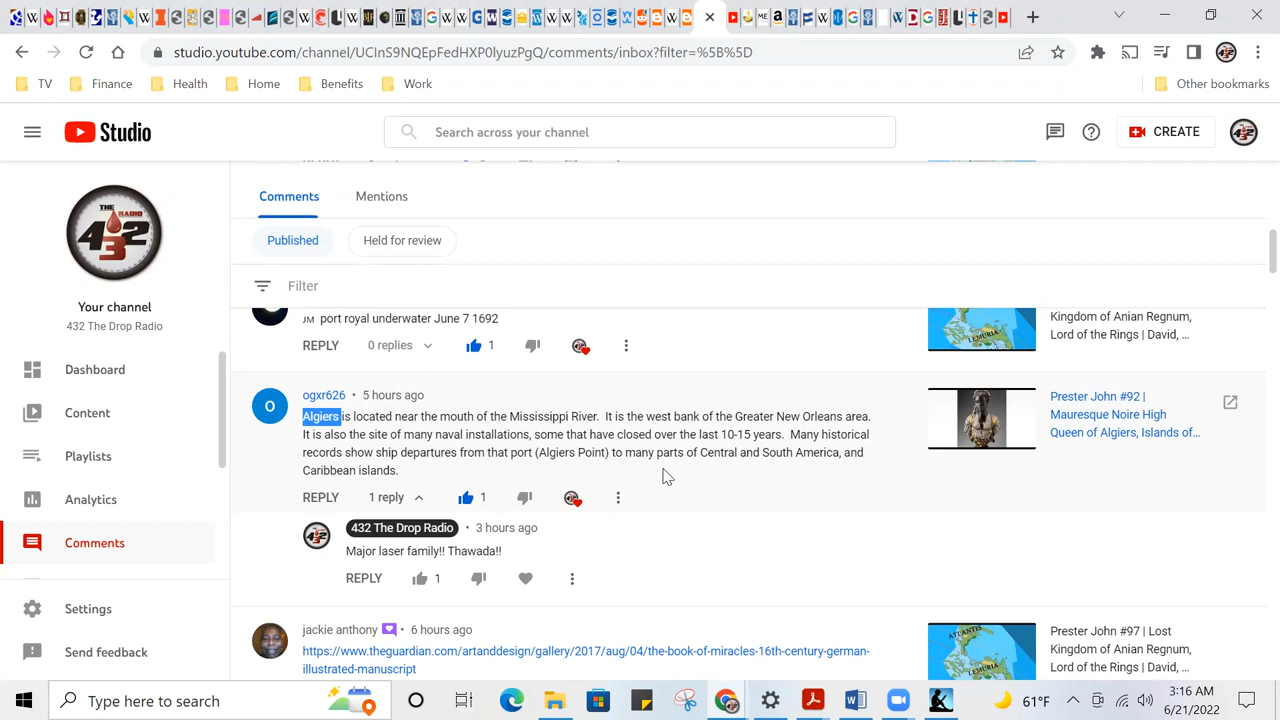 studio.youtube.com/channel/UCInS9NQEpFedHXP0lyuzPgQ/comments/inbox?filter=%5B%5D
TV
Finance
Health
Home
Benefits
Work
Other bookmarks
Studio
Search across your channel
CREATE
THE RADIO
432
Your channel
432 The Drop Radio
Dashboard
Content
Playlists
Analytics
Comments
Settings
Send feedback
Comments
Mentions
Published
Held for review
Filter
JM port royal underwater June 7 1692
REPLY
0 replies
1
LEMURIA
Kingdom of Anian Regnum,
Lord of the Rings | David, ...
O
ogxr626 • 5 hours ago
Algiers is located near the mouth of the Mississippi River. It is the west bank of the Greater New Orleans area.
It is also the site of many naval installations, some that have closed over the last 10-15 years. Many historical
records show ship departures from that port (Algiers Point) to many parts of Central and South America, and
Caribbean islands.
REPLY
1 reply
1
Prester John #92 |
Mauresque Noire High
Queen of Algiers, Islands of...
432 The Drop Radio • 3 hours ago
Major laser family!! Thawada!!
REPLY
1
jackie anthony • 6 hours ago
https://www.theguardian.com/artanddesign/gallery/2017/aug/04/the-book-of-miracles-16th-century-german-
illustrated-manuscript
ATLANTIS
LEMURIA
Prester John #97 | Lost
Kingdom of Anian Regnum,
Lord of the Rings | David, ...
Type here to search
61°F
3:16 AM
6/21/2022